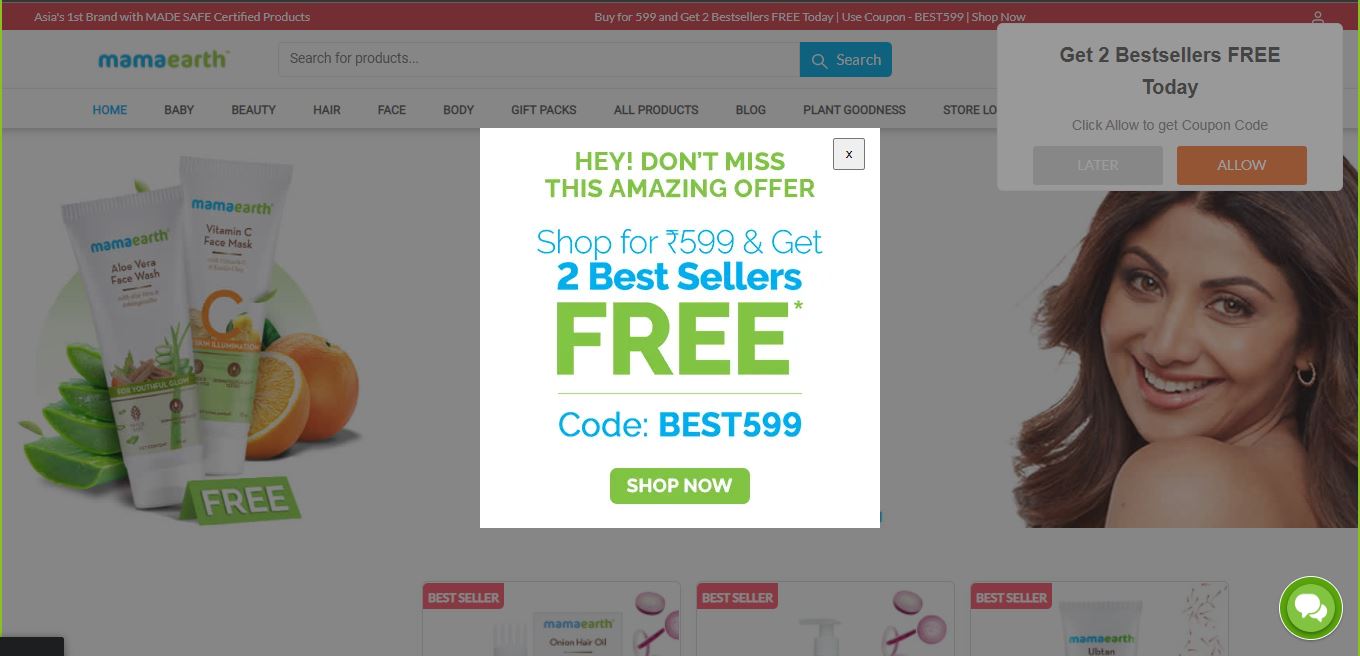 Asia's 1st Brand with MADE SAFE Certified Products
Buy for 599 and Get 2 Bestsellers FREE Today | Use Coupon - BEST599 | Shop Now
mamaearth
Search for products...
Search
HOME BABY BEAUTY HAIR FACE BODY GIFT PACKS ALL PRODUCTS BLOG PLANT GOODNESS STORE LO
Get 2 Bestsellers FREE
Today
Click Allow to get Coupon Code
LATER
ALLOW
x
HEY! DON'T MISS
THIS AMAZING OFFER
Shop for ₹599 & Get
2 Best Sellers
FREE*
Code: BEST599
SHOP NOW
mamaearth
Aloe Vera
Face Wash
FOR YOUTHFUL GLOW
mamaearth
Vitamin C
Face Mask
C
SKIN ILLUMINATION
FREE
BEST SELLER
mamaearth
Onion Hair Oil
BEST SELLER
BEST SELLER
mamaearth
Ubtan